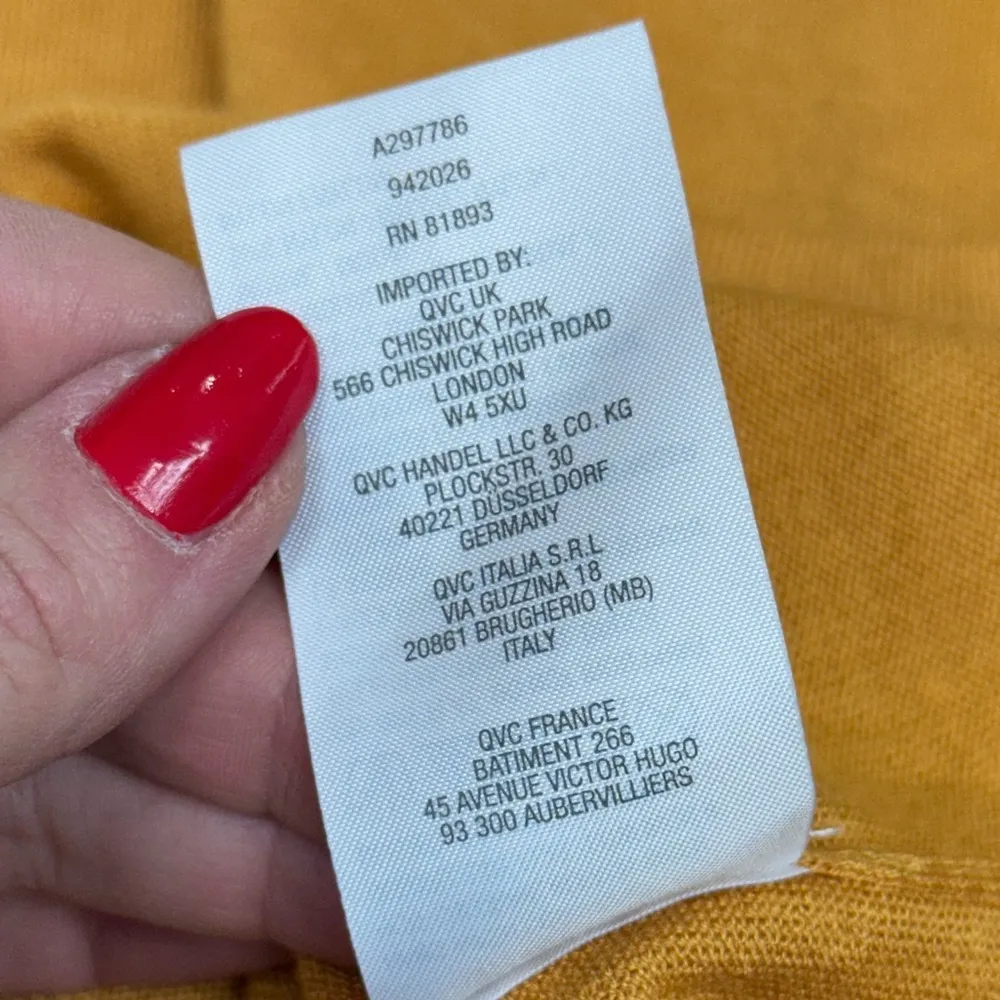 A297786
942026
RN 81893
IMPORTED BY:
QVC UK
CHISWICK PARK
566 CHISWICK HIGH ROAD
LONDON
W4 5XU
QVC HANDEL LLC & CO. KG
PLOCKSTR. 30
40221 DUSSELDORF
GERMANY
QVC ITALIA S.R.L
VIA GUZZINA 18
20861 BRUGHERIO (MB)
ITALY
QVC FRANCE
BATIMENT 266
45 AVENUE VICTOR HUGO
93 300 AUBERVILLIERS